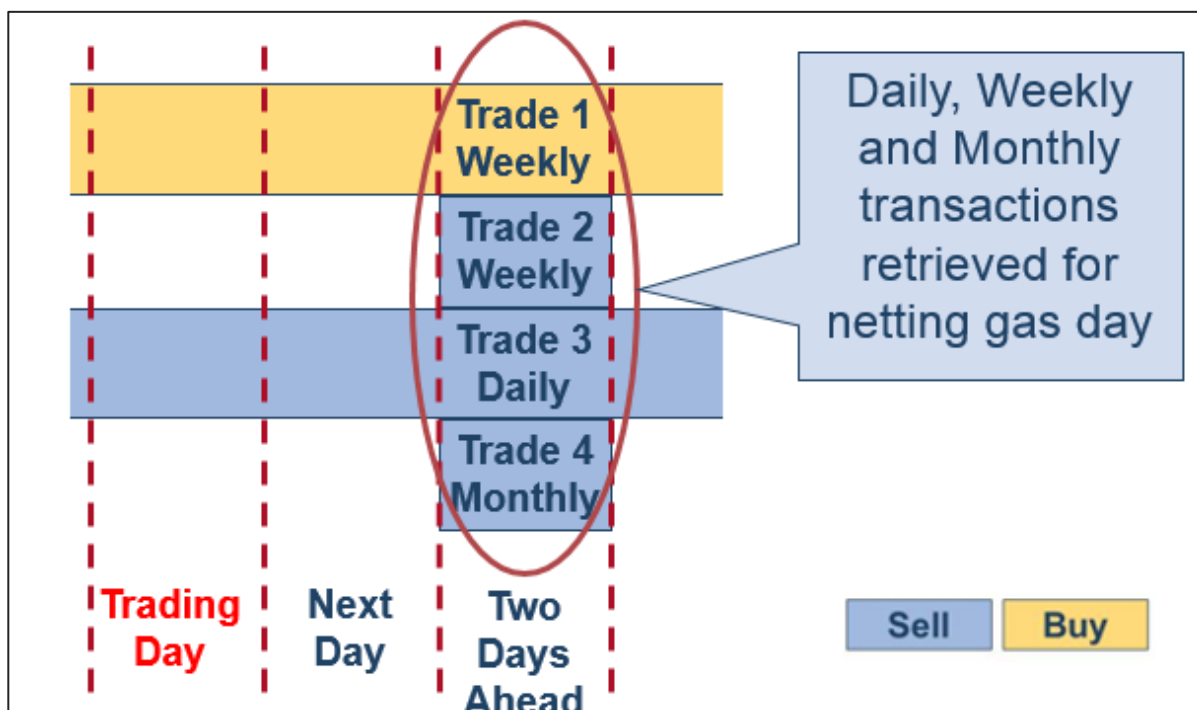 Trade 1
Weekly
Trade 2
Weekly
Trade 3
Daily
Trade 4
Monthly
Daily, Weekly
and Monthly
transactions
retrieved for
netting gas day
Trading
Day
Next
Day
Two
Days
Ahead
Sell
Buy